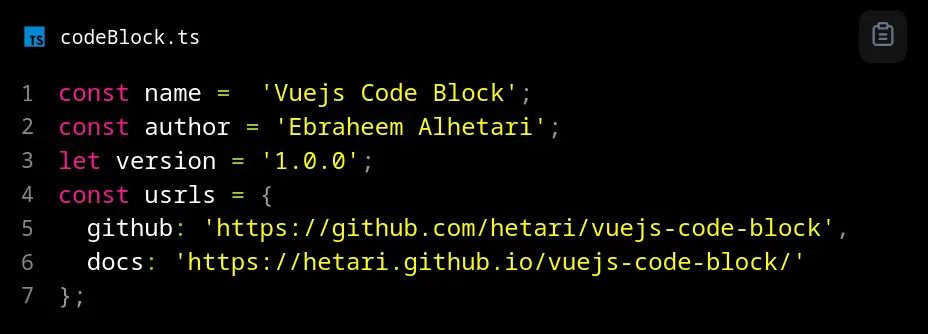 TS codeBlock.ts
1 const name =  'Vuejs Code Block';
2 const author = 'Ebraheem Alhetari';
3 let version = '1.0.0';
4 const usrls = {
5   github: 'https://github.com/hetari/vuejs-code-block',
6   docs: 'https://hetari.github.io/vuejs-code-block/'
7 };